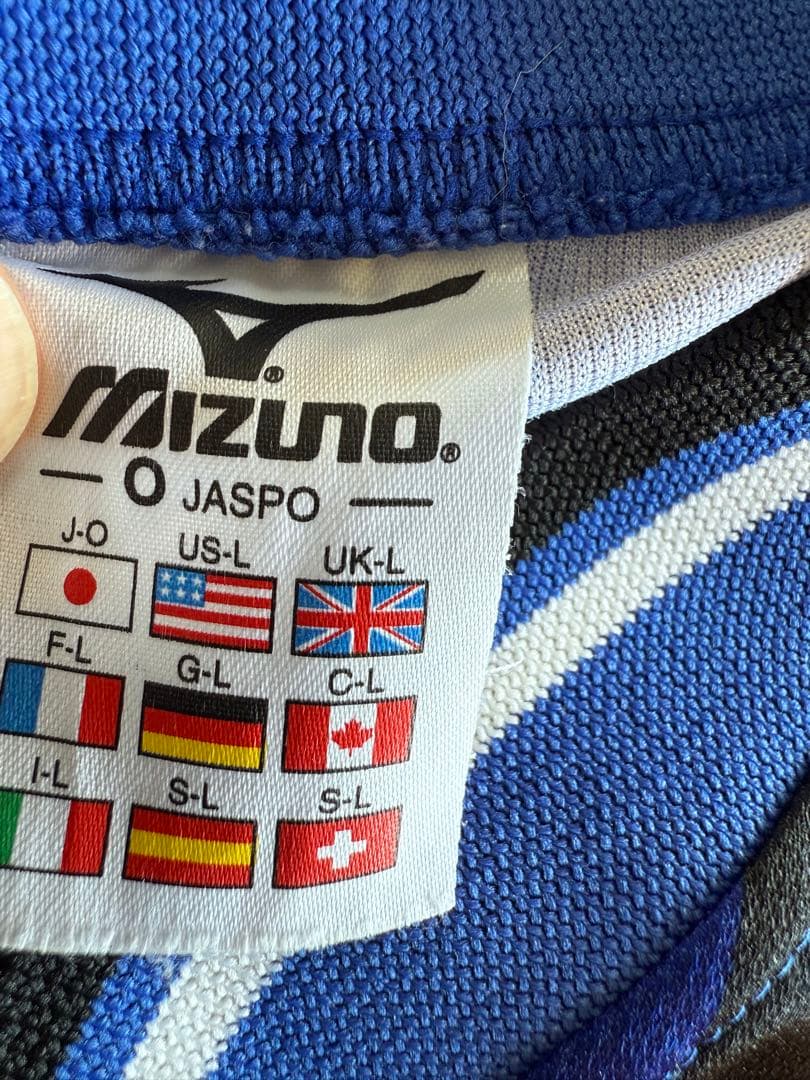 MIZUNO®
O JASPO
J-O US-L UK-L
F-L G-L C-L
I-L S-L S-L